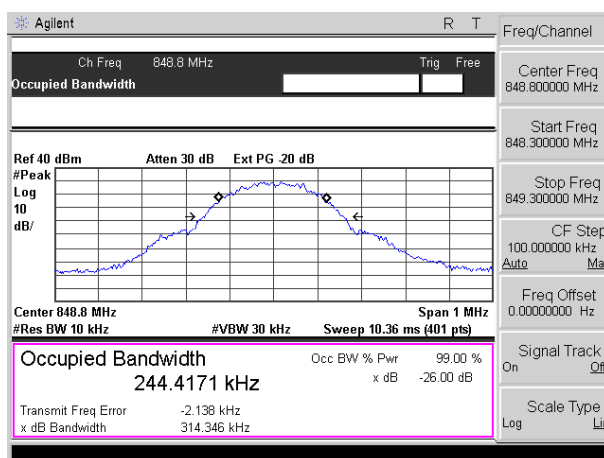 Agilent R T
Ch Freq 848.8 MHz Trig Free
Occupied Bandwidth
Ref 40 dBm Atten 30 dB Ext PG -20 dB
#Peak
Log
10
dB/
Center 848.8 MHz Span 1 MHz
#Res BW 10 kHz #VBW 30 kHz Sweep 10.36 ms (401 pts)
Occupied Bandwidth Occ BW % Pwr 99.00 %
244.4171 kHz x dB -26.00 dB
Transmit Freq Error -2.138 kHz
x dB Bandwidth 314.346 kHz
Freq/Channel
Center Freq
848.800000 MHz
Start Freq
848.300000 MHz
Stop Freq
849.300000 MHz
CF Step
100.000000 kHz
Auto Ma
Freq Offset
0.00000000 Hz
Signal Track
On Off
Scale Type
Log Li